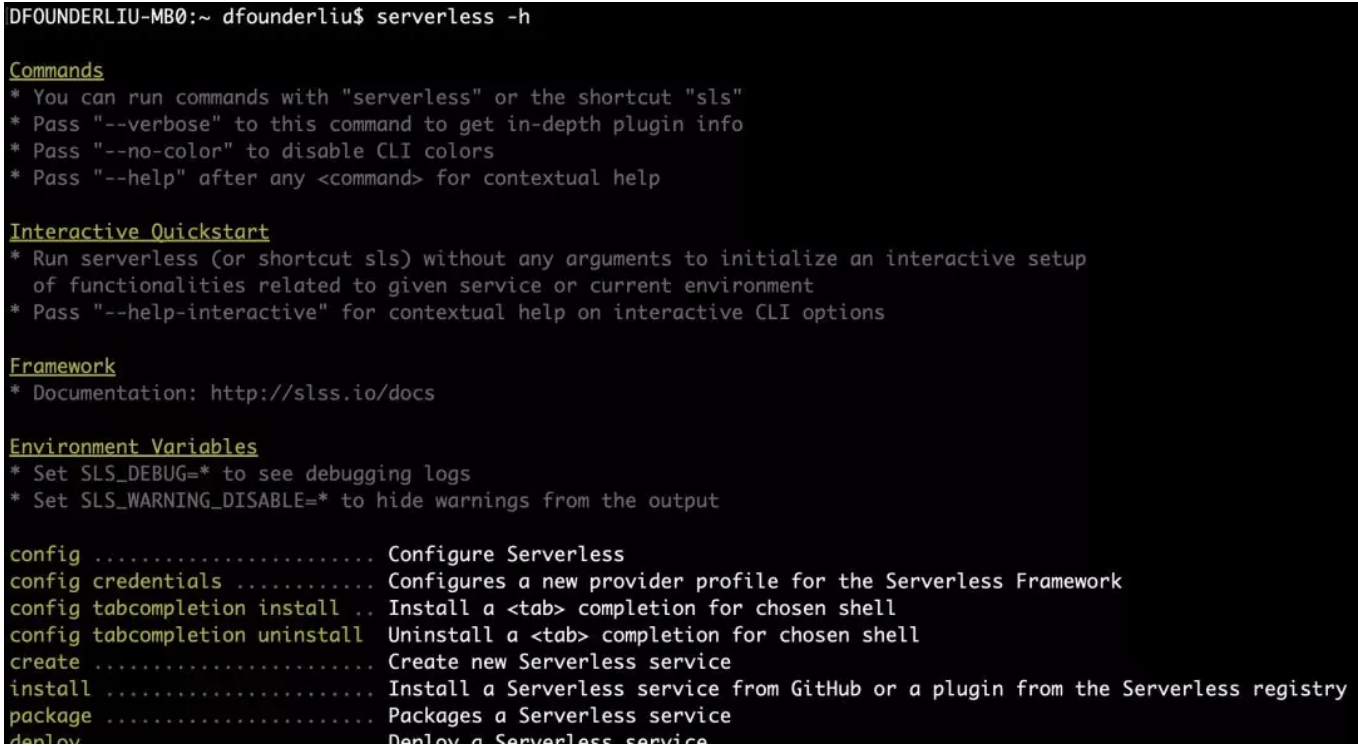 DFOUNDERLIU-MB0:~ dfounderliu$ serverless -h
Commands
* You can run commands with "serverless" or the shortcut "sls"
* Pass "--verbose" to this command to get in-depth plugin info
* Pass "--no-color" to disable CLI colors
* Pass "--help" after any <command> for contextual help
Interactive Quickstart
* Run serverless (or shortcut sls) without any arguments to initialize an interactive setup
of functionalities related to given service or current environment
* Pass "--help-interactive" for contextual help on interactive CLI options
Framework
* Documentation: http://slss.io/docs
Environment Variables
* Set SLS_DEBUG=* to see debugging logs
* Set SLS_WARNING_DISABLE=* to hide warnings from the output
config ........................ Configure Serverless
config credentials ............ Configures a new provider profile for the Serverless Framework
config tabcompletion install .. Install a <tab> completion for chosen shell
config tabcompletion uninstall Uninstall a <tab> completion for chosen shell
create ........................ Create new Serverless service
install ....................... Install a Serverless service from GitHub or a plugin from the Serverless registry
package ....................... Packages a Serverless service
deploy ........................ Deploy a Serverless service